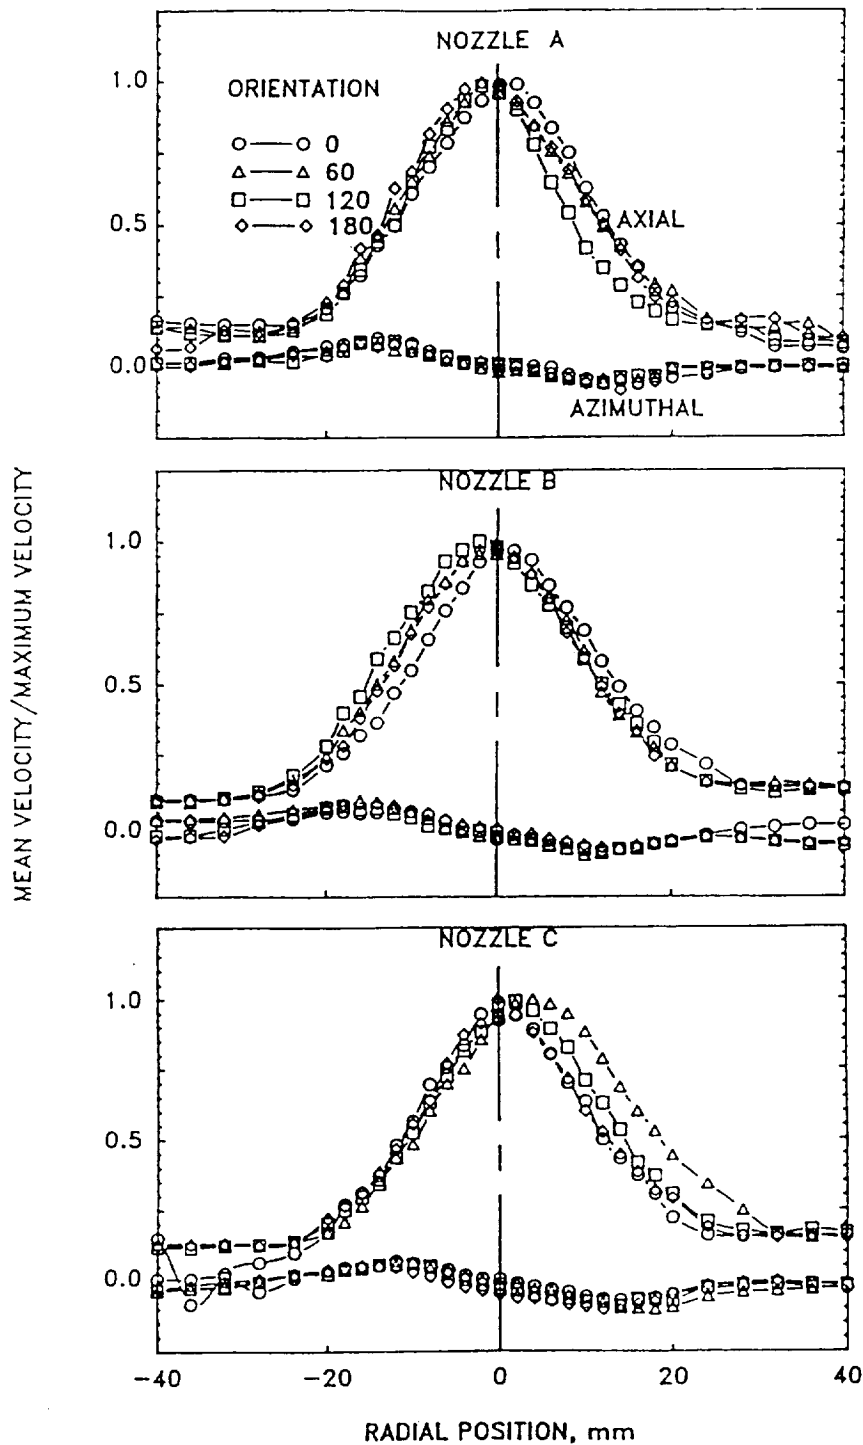 NOZZLE A
1.0
ORIENTATION
0
60
120
180
0.5
AXIAL
0.0
AZIMUTHAL
MEAN VELOCITY/MAXIMUM VELOCITY
NOZZLE B
1.0
0.5
0.0
NOZZLE C
1.0
0.5
0.0
-40
-20
0
20
40
RADIAL POSITION, mm